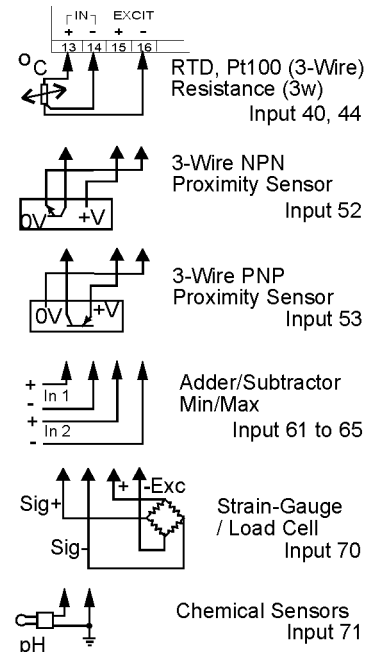 IN EXCIT
+ - + -
13 14 15 16
°C
RTD, Pt100 (3-Wire)
Resistance (3w)
Input 40, 44
3-Wire NPN
Proximity Sensor
Input 52
0V +V
3-Wire PNP
Proximity Sensor
Input 53
0V +V
+
In 1
-
+
In 2
-
Adder/Subtractor
Min/Max
Input 61 to 65
+ -Exc
Sig+
Sig-
Strain-Gauge
/ Load Cell
Input 70
Chemical Sensors
Input 71
pH